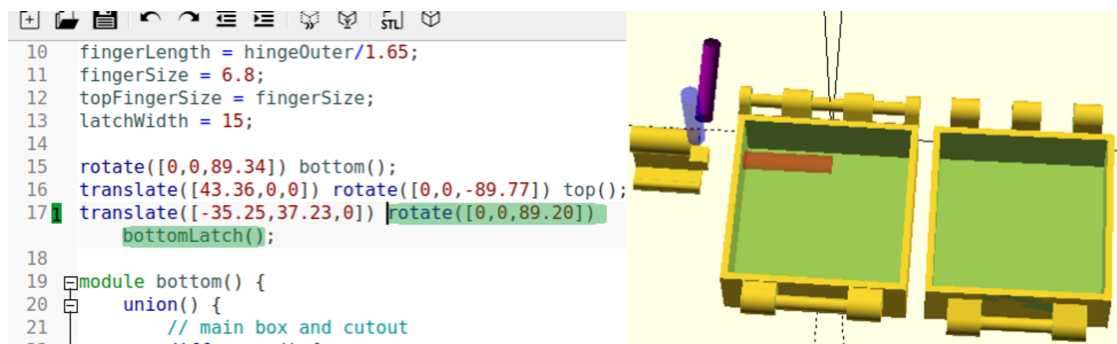 STL
10 fingerLength = hingeOuter/1.65;
11 fingerSize = 6.8;
12 topFingerSize = fingerSize;
13 latchWidth = 15;
14
15 rotate([0,0,89.34]) bottom();
16 translate([43.36,0,0]) rotate([0,0,-89.77]) top();
17 1 translate([-35.25,37.23,0]) rotate([0,0,89.20])
bottomLatch();
18
19 module bottom() {
20 union() {
21 // main box and cutout